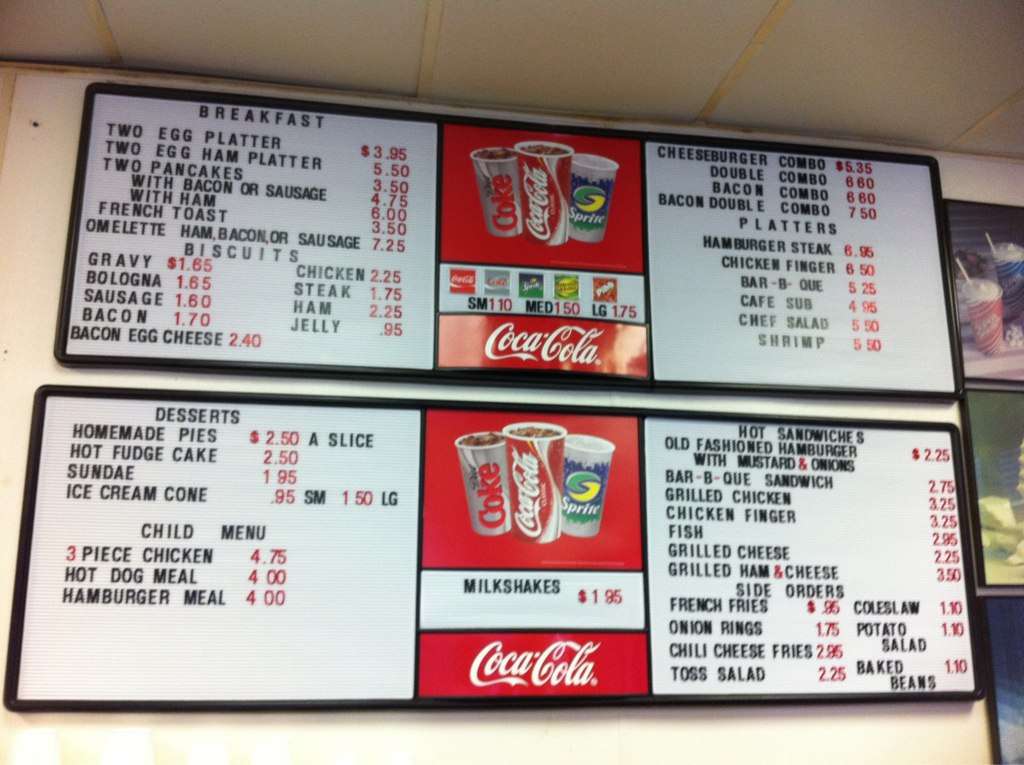 BREAKFAST
TWO EGG PLATTER $3.95
TWO EGG HAM PLATTER 5.50
TWO PANCAKES 3.50
WITH BACON OR SAUSAGE 4.75
WITH HAM 6.00
FRENCH TOAST 3.50
OMELETTE HAM,BACON,OR SAUSAGE 7.25
BISCUITS
GRAVY $1.65 CHICKEN 2.25
BOLOGNA 1.65 STEAK 1.75
SAUSAGE 1.60 HAM 2.25
BACON 1.70 JELLY .95
BACON EGG CHEESE 2.40
Coke
Coca-Cola
Sprite
SM 1 10 MED 1 50 LG 1.75
Coca-Cola
CHEESEBURGER COMBO $5.35
DOUBLE COMBO 6 60
BACON COMBO 6 60
BACON DOUBLE COMBO 7 50
PLATTERS
HAMBURGER STEAK 6.95
CHICKEN FINGER 6 50
BAR-B-QUE 5 25
CAFE SUB 4 95
CHEF SALAD 5 50
SHRIMP 5 50
DESSERTS
HOMEMADE PIES $2.50 A SLICE
HOT FUDGE CAKE 2.50
SUNDAE 1 95
ICE CREAM CONE .95 SM 1 50 LG
CHILD MENU
3 PIECE CHICKEN 4.75
HOT DOG MEAL 4 00
HAMBURGER MEAL 4 00
Coke
Coca-Cola
Sprite
MILKSHAKES $1 95
Coca-Cola
HOT SANDWICHES
OLD FASHIONED HAMBURGER $2.25
WITH MUSTARD & ONIONS
BAR-B-QUE SANDWICH 2.75
GRILLED CHICKEN 3.25
CHICKEN FINGER 3.25
FISH 2.95
GRILLED CHEESE 2.25
GRILLED HAM & CHEESE 3.50
SIDE ORDERS
FRENCH FRIES $.95 COLESLAW 1.10
ONION RINGS 1.75 POTATO SALAD 1.10
CHILI CHEESE FRIES 2.95
TOSS SALAD 2.25 BAKED BEANS 1.10